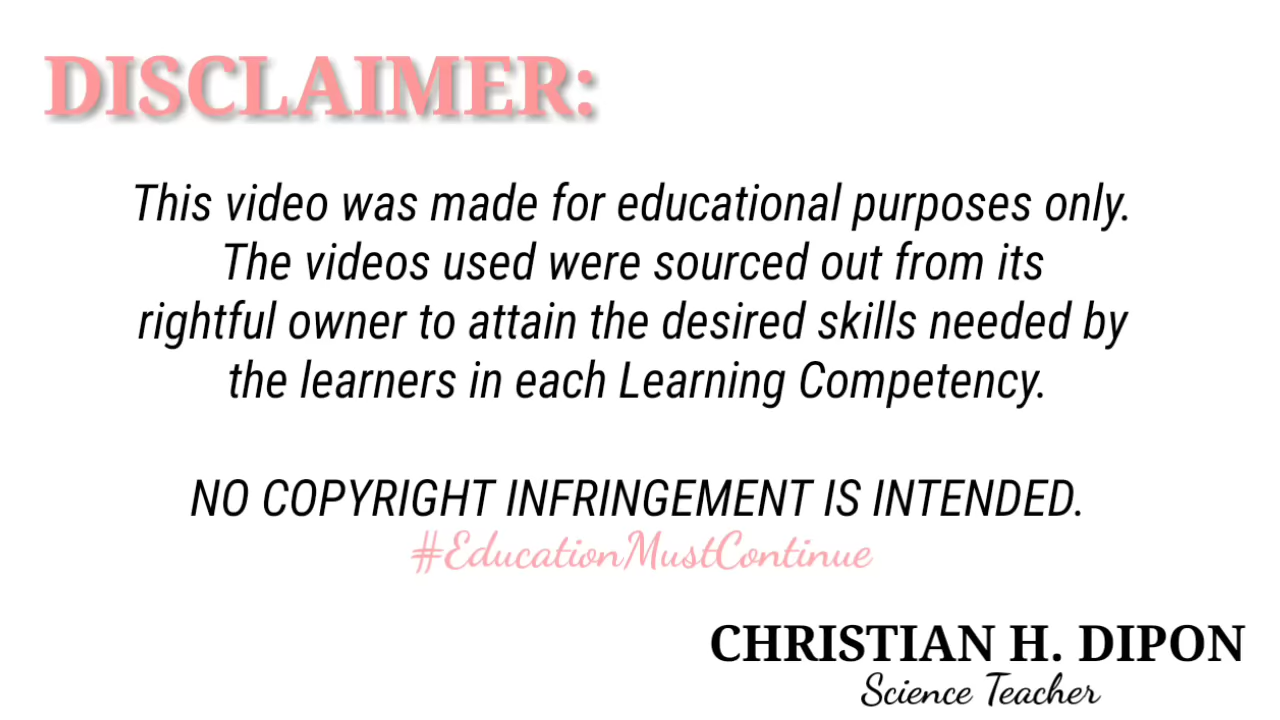 DISCLAIMER:
This video was made for educational purposes only.
The videos used were sourced out from its
rightful owner to attain the desired skills needed by
the learners in each Learning Competency.
NO COPYRIGHT INFRINGEMENT IS INTENDED.
#EducationMustContinue
CHRISTIAN H. DIPON
Science Teacher